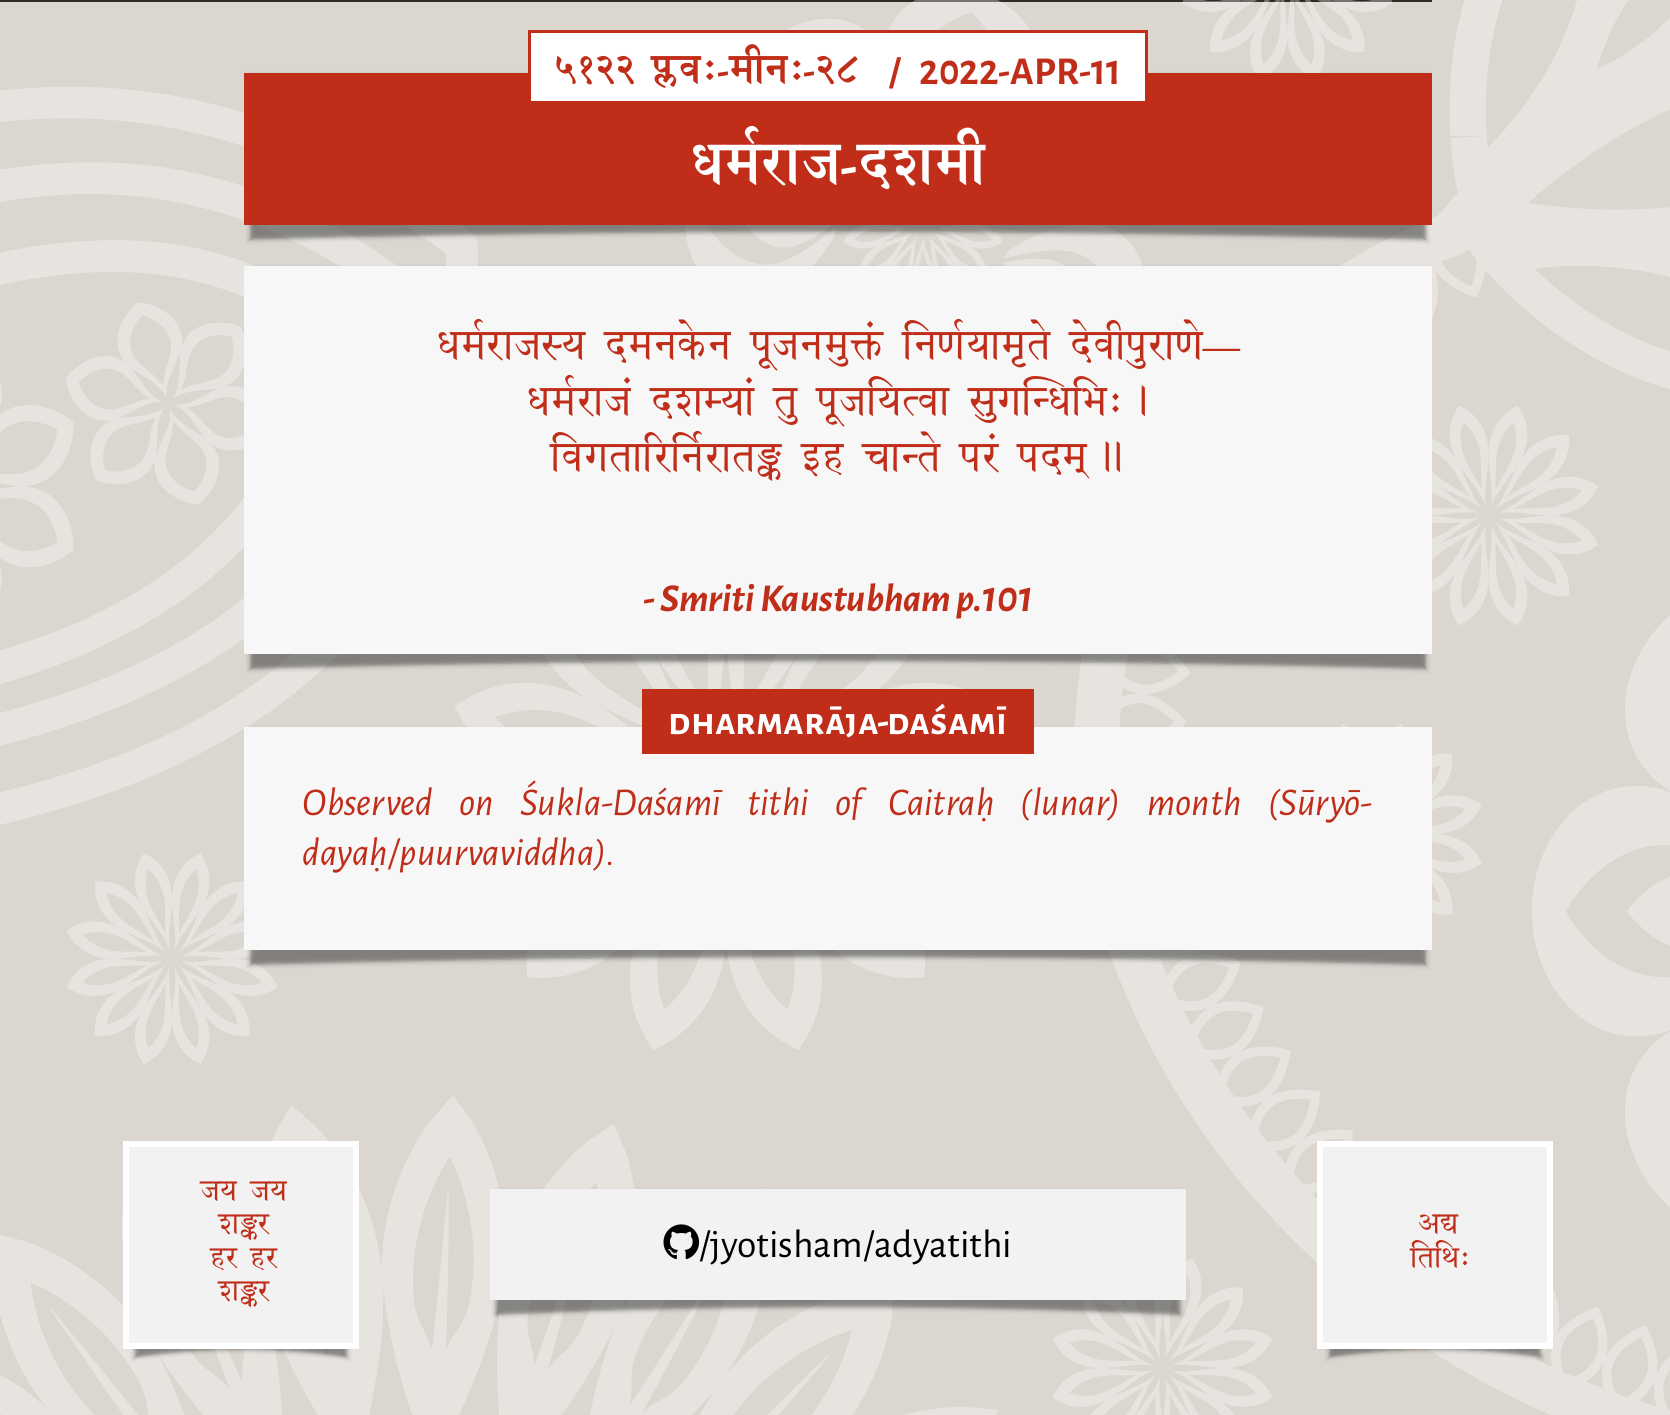 ५१२२ प्लवः-मीनः-२८ / 2022-APR-11
धर्मराज-दशमी
धर्मराजस्य दमनकेन पूजनमुक्तं निर्णयामृते देवीपुराणे—
धर्मराजं दशम्यां तु पूजयित्वा सुगन्धिभिः ।
विगतारिर्निरातङ्क इह चान्ते परं पदम् ॥
- Smriti Kaustubham p.101
DHARMARĀJA-DAŚAMĪ
Observed on Śukla-Daśamī tithi of Caitraḥ (lunar) month (Sūryō-
dayaḥ/puurvaviddha).
जय जय
शङ्कर
हर हर
शङ्कर
/jyotisham/adyatithi
अद्य
तिथिः